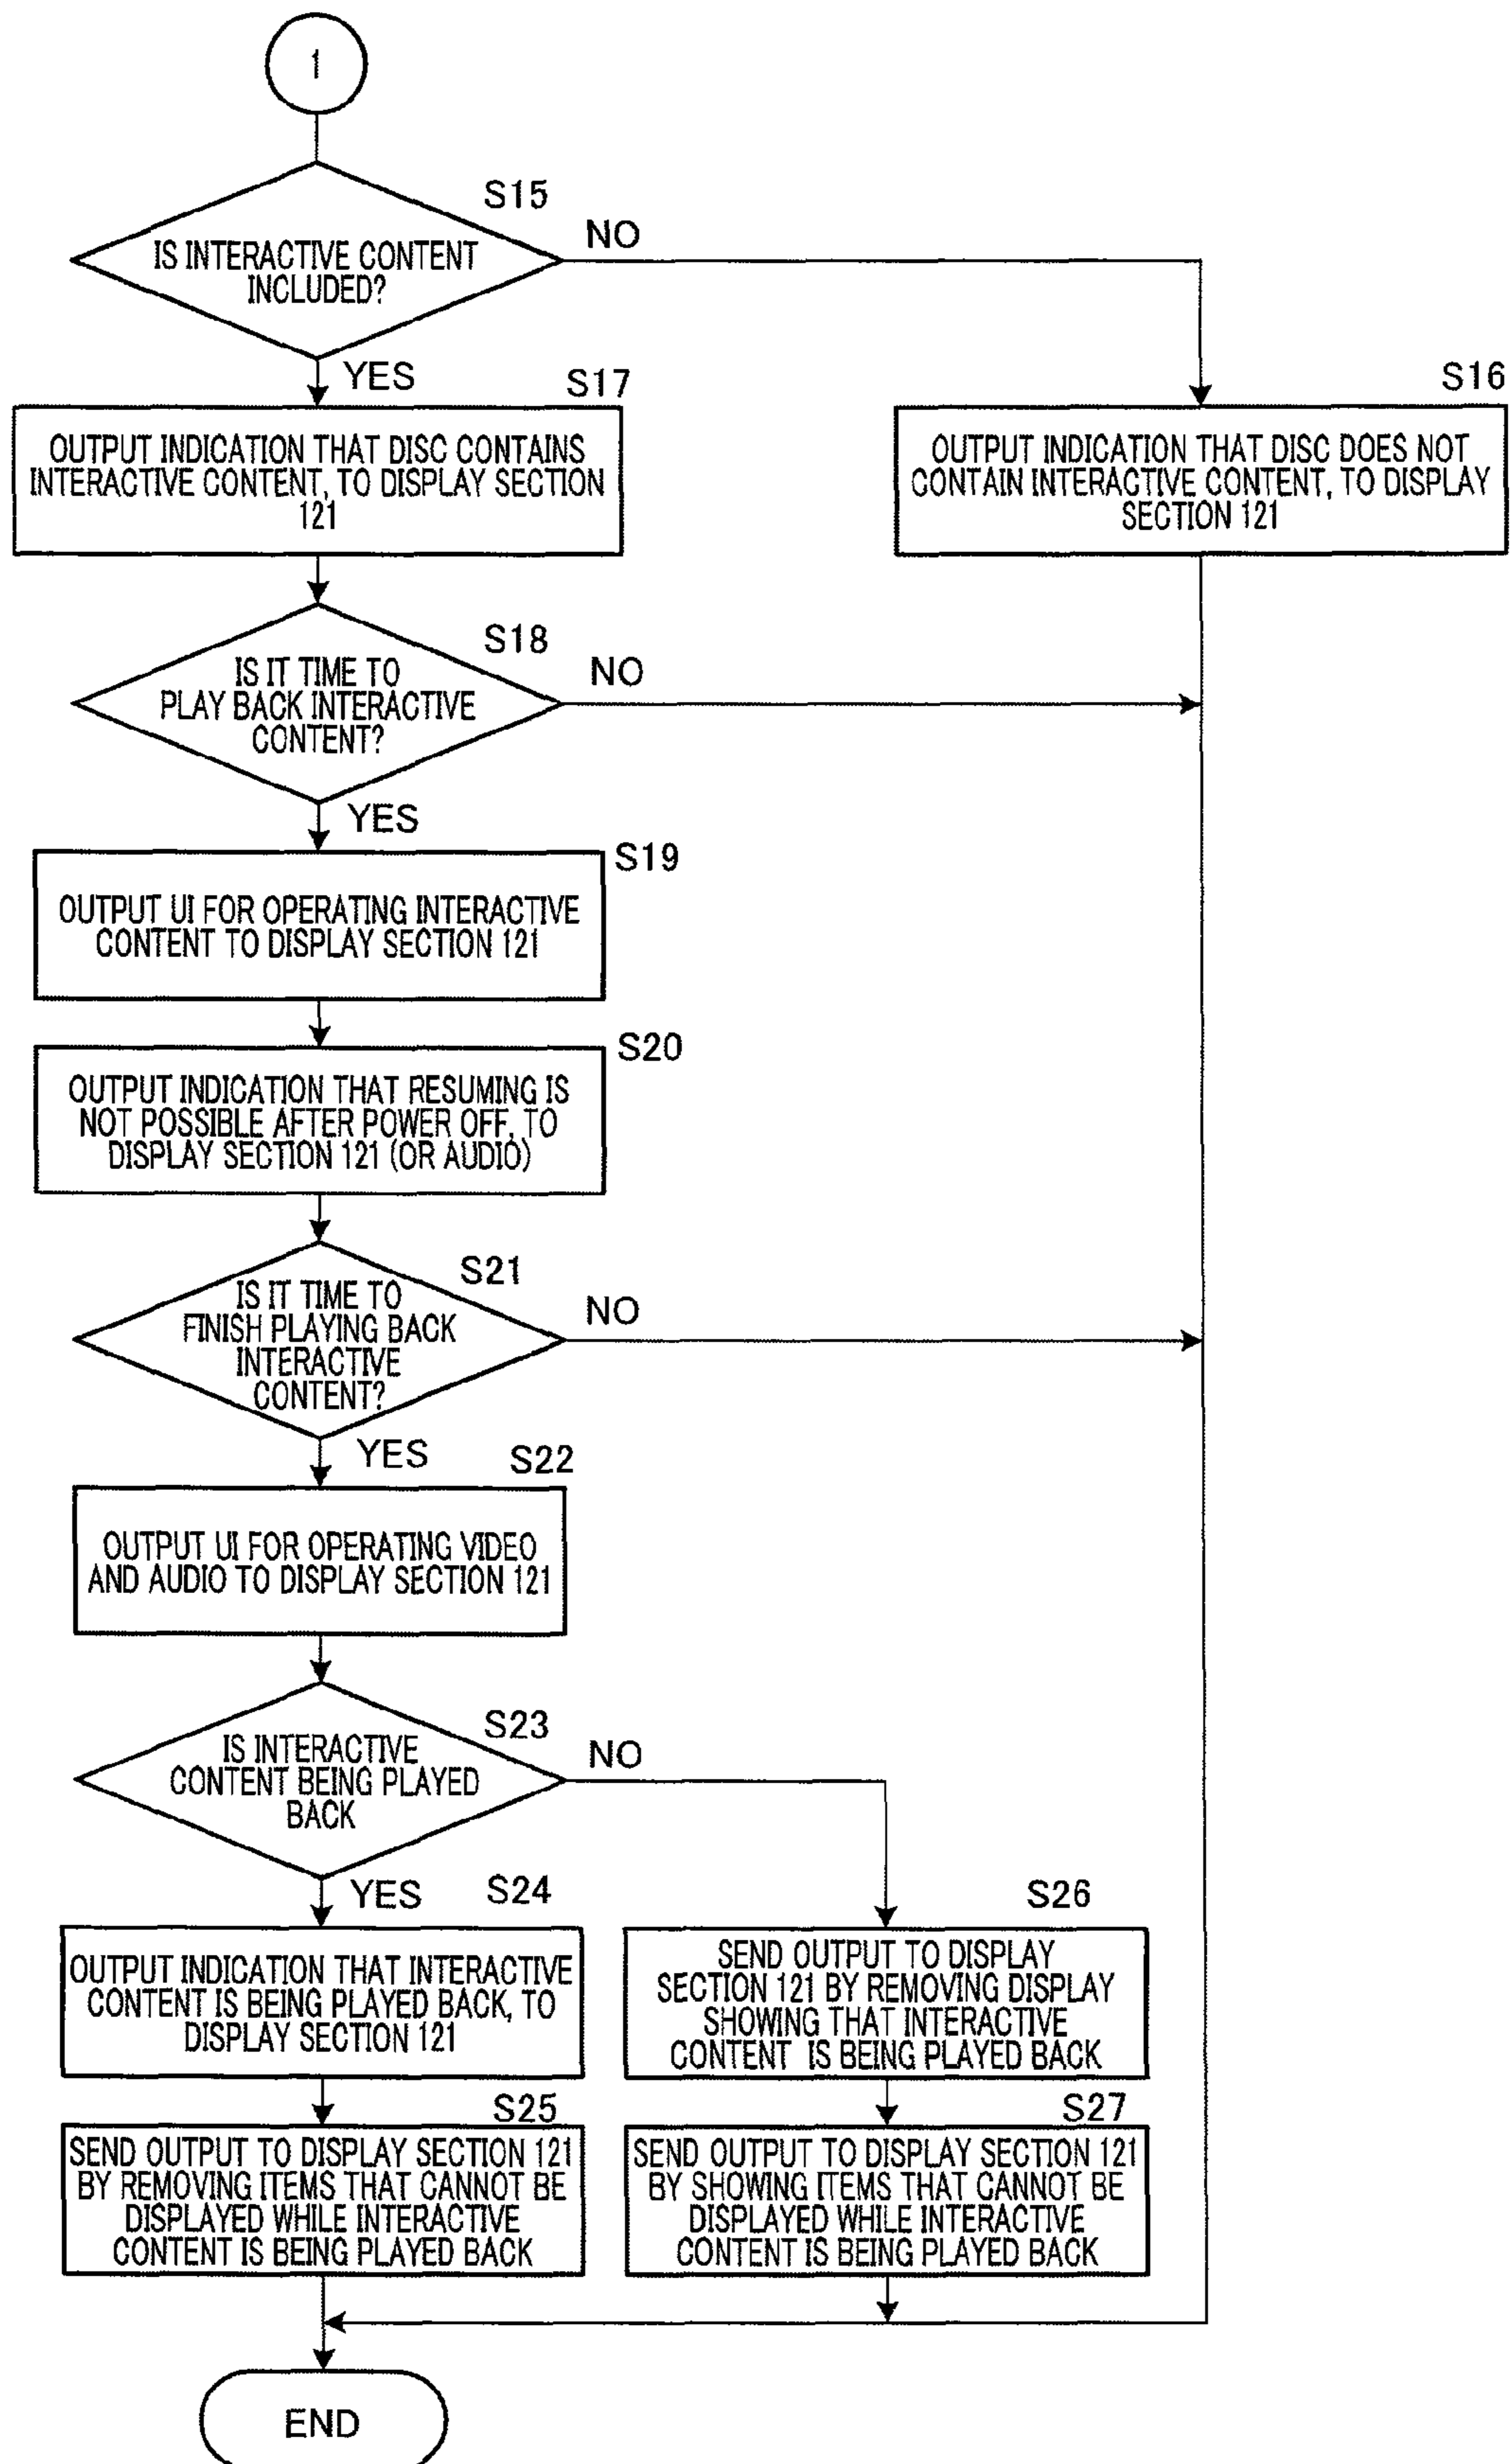 1
S15
IS INTERACTIVE CONTENT
INCLUDED?
NO
YES
S17
OUTPUT INDICATION THAT DISC CONTAINS
INTERACTIVE CONTENT, TO DISPLAY SECTION
121
S16
OUTPUT INDICATION THAT DISC DOES NOT
CONTAIN INTERACTIVE CONTENT, TO DISPLAY
SECTION 121
S18
IS IT TIME TO
PLAY BACK INTERACTIVE
CONTENT?
NO
YES
S19
OUTPUT UI FOR OPERATING INTERACTIVE
CONTENT TO DISPLAY SECTION 121
S20
OUTPUT INDICATION THAT RESUMING IS
NOT POSSIBLE AFTER POWER OFF, TO
DISPLAY SECTION 121 (OR AUDIO)
S21
IS IT TIME TO
FINISH PLAYING BACK
INTERACTIVE
CONTENT?
NO
YES
S22
OUTPUT UI FOR OPERATING VIDEO
AND AUDIO TO DISPLAY SECTION 121
S23
IS INTERACTIVE
CONTENT BEING PLAYED
BACK
NO
YES
S24
OUTPUT INDICATION THAT INTERACTIVE
CONTENT IS BEING PLAYED BACK, TO
DISPLAY SECTION 121
S26
SEND OUTPUT TO DISPLAY
SECTION 121 BY REMOVING DISPLAY
SHOWING THAT INTERACTIVE
CONTENT IS BEING PLAYED BACK
S25
SEND OUTPUT TO DISPLAY SECTION 121
BY REMOVING ITEMS THAT CANNOT BE
DISPLAYED WHILE INTERACTIVE
CONTENT IS BEING PLAYED BACK
S27
SEND OUTPUT TO DISPLAY SECTION 121
BY SHOWING ITEMS THAT CANNOT BE
DISPLAYED WHILE INTERACTIVE
CONTENT IS BEING PLAYED BACK
END